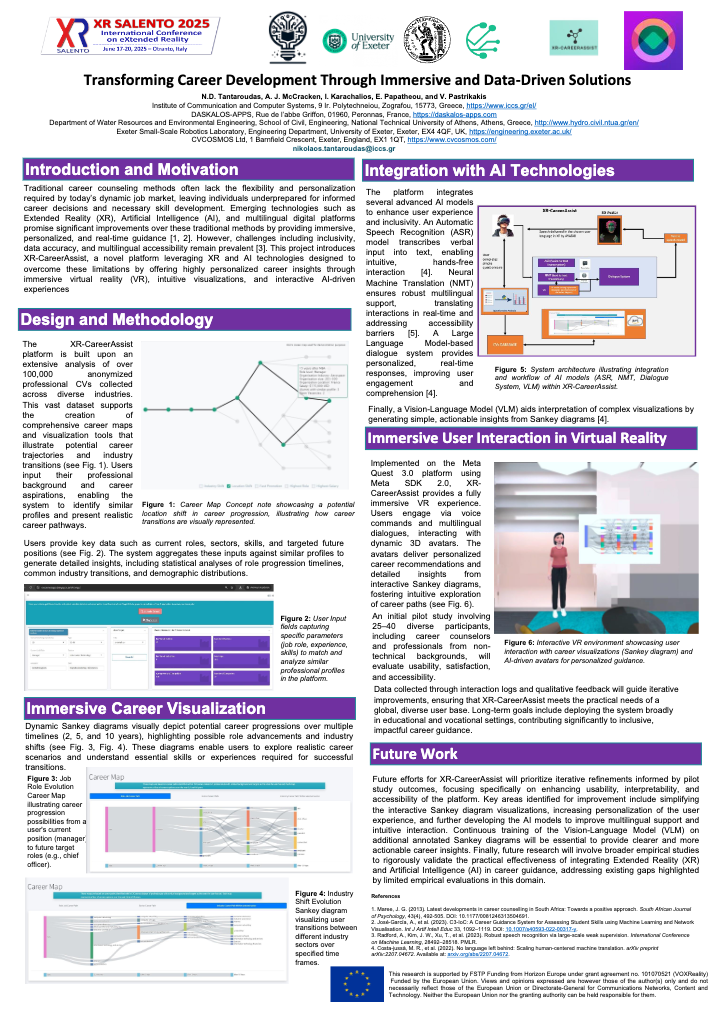 XR SALENTO 2025
International Conference
on eXtended Reality
June 17-20, 2025 – Otranto, Italy
XR
SALENTO
University
of Exeter
XR-CAREERASSIST
Transforming Career Development Through Immersive and Data-Driven Solutions
N.D. Tantaroudas, A. J. McCracken, I. Karachalios, E. Papatheou, and V. Pastrikakis
Institute of Communication and Computer Systems, 9 Ir. Polytechneiou, Zografou, 15773, Greece, https://www.iccs.gr/el/
DASKALOS-APPS, Rue de l'abbe Griffon, 01960, Peronnas, France, https://daskalos-apps.com
Department of Water Resources and Environmental Engineering, School of Civil, Engineering, National Technical University of Athens, Athens, Greece, http://www.hydro.civil.ntua.gr/en/
Exeter Small-Scale Robotics Laboratory, Engineering Department, University of Exeter, Exeter, EX4 4QF, UK, https://engineering.exeter.ac.uk/
CVCOSMOS Ltd, 1 Barnfield Crescent, Exeter, England, EX1 1QT, https://www.cvcosmos.com/
nikolaos.tantaroudas@iccs.gr
Introduction and Motivation
Traditional career counseling methods often lack the flexibility and personalization
required by today's dynamic job market, leaving individuals underprepared for informed
career decisions and necessary skill development. Emerging technologies such as
Extended Reality (XR), Artificial Intelligence (AI), and multilingual digital platforms
promise significant improvements over these traditional methods by providing immersive,
personalized, and real-time guidance [1, 2]. However, challenges including inclusivity,
data accuracy, and multilingual accessibility remain prevalent [3]. This project introduces
XR-CareerAssist, a novel platform leveraging XR and AI technologies designed to
overcome these limitations by offering highly personalized career insights through
immersive virtual reality (VR), intuitive visualizations, and interactive AI-driven
experiences
Design and Methodology
The XR-CareerAssist
platform is built upon an
extensive analysis of over
100,000 anonymized
professional CVs collected
across diverse industries.
This vast dataset supports
the creation of
comprehensive career maps
and visualization tools that
illustrate potential career
trajectories and industry
transitions (see Fig. 1). Users
input their professional
background and career
aspirations, enabling the
system to identify similar
profiles and present realistic
career pathways.
Figure 1: Career Map Concept note showcasing a potential
location shift in career progression, illustrating how career
transitions are visually represented.
Users provide key data such as current roles, sectors, skills, and targeted future
positions (see Fig. 2). The system aggregates these inputs against similar profiles to
generate detailed insights, including statistical analyses of role progression timelines,
common industry transitions, and demographic distributions.
Figure 2: User Input
fields capturing
specific parameters
(job role, experience,
skills) to match and
analyze similar
professional profiles
in the platform.
Immersive Career Visualization
Dynamic Sankey diagrams visually depict potential career progressions over multiple
timelines (2, 5, and 10 years), highlighting possible role advancements and industry
shifts (see Fig. 3, Fig. 4). These diagrams enable users to explore realistic career
scenarios and understand essential skills or experiences required for successful
transitions.
Figure 3: Job
Role Evolution
Career Map
illustrating career
progression
possibilities from a
user's current
position (manager)
to future target
roles (e.g., chief
officer).
Career Map
Career Map
Figure 4: Industry
Shift Evolution
Sankey diagram
visualizing user
transitions between
different industry
sectors over
specified time
frames.
Integration with AI Technologies
The platform integrates
several advanced AI models
to enhance user experience
and inclusivity. An Automatic
Speech Recognition (ASR)
model transcribes verbal
input into text, enabling
intuitive, hands-free
interaction [4]. Neural
Machine Translation (NMT)
ensures robust multilingual
support, translating
interactions in real-time and
addressing accessibility
barriers [5]. A Large
Language Model-based
dialogue system provides
personalized, real-time
responses, improving user
engagement and
comprehension [4].
XR-CareerAssist
Figure 5: System architecture illustrating integration
and workflow of AI models (ASR, NMT, Dialogue
System, VLM) within XR-CareerAssist.
Finally, a Vision-Language Model (VLM) aids interpretation of complex visualizations by
generating simple, actionable insights from Sankey diagrams [4].
Immersive User Interaction in Virtual Reality
Implemented on the Meta
Quest 3.0 platform using
Meta SDK 2.0, XR-
CareerAssist provides a fully
immersive VR experience.
Users engage via voice
commands and multilingual
dialogues, interacting with
dynamic 3D avatars. The
avatars deliver personalized
career recommendations and
detailed insights from
interactive Sankey diagrams,
fostering intuitive exploration
of career paths (see Fig. 6).
An initial pilot study involving
25–40 diverse participants,
including career counselors
and professionals from non-
technical backgrounds, will
evaluate usability, satisfaction,
and accessibility.
Figure 6: Interactive VR environment showcasing user
interaction with career visualizations (Sankey diagram) and
AI-driven avatars for personalized guidance.
Data collected through interaction logs and qualitative feedback will guide iterative
improvements, ensuring that XR-CareerAssist meets the practical needs of a
global, diverse user base. Long-term goals include deploying the system broadly
in educational and vocational settings, contributing significantly to inclusive,
impactful career guidance.
Future Work
Future efforts for XR-CareerAssist will prioritize iterative refinements informed by pilot
study outcomes, focusing specifically on enhancing usability, interpretability, and
accessibility of the platform. Key areas identified for improvement include simplifying
the interactive Sankey diagram visualizations, increasing personalization of the user
experience, and further developing the AI models to improve multilingual support and
intuitive interaction. Continuous training of the Vision-Language Model (VLM) on
additional annotated Sankey diagrams will be essential to provide clearer and more
actionable career insights. Finally, future research will involve broader empirical studies
to rigorously validate the practical effectiveness of integrating Extended Reality (XR)
and Artificial Intelligence (AI) in career guidance, addressing existing gaps highlighted
by limited empirical evaluations in this domain.
References
1. Maree, J. G. (2013). Latest developments in career counselling in South Africa: Towards a positive approach. South African Journal
of Psychology, 43(4), 492-505. DOI: 10.1177/0081246313504691.
2. José-García, A., et al. (2023). C3-IoC: A Career Guidance System for Assessing Student Skills using Machine Learning and Network
Visualisation. Int J Artif Intell Educ 33, 1092–1119. DOI: 10.1007/s40593-022-00317-y.
3. Radford, A., Kim, J. W., Xu, T., et al. (2023). Robust speech recognition via large-scale weak supervision. International Conference
on Machine Learning, 28492–28518. PMLR.
4. Costa-jussà, M. R., et al. (2022). No language left behind: Scaling human-centered machine translation. arXiv preprint
arXiv:2207.04672. Available at: arxiv.org/abs/2207.04672.
This research is supported by FSTP Funding from Horizon Europe under grant agreement no. 101070521 (VOXReality)
Funded by the European Union. Views and opinions expressed are however those of the author(s) only and do not
necessarily reflect those of the European Union or Directorate-General for Communications Networks, Content and
Technology. Neither the European Union nor the granting authority can be held responsible for them.